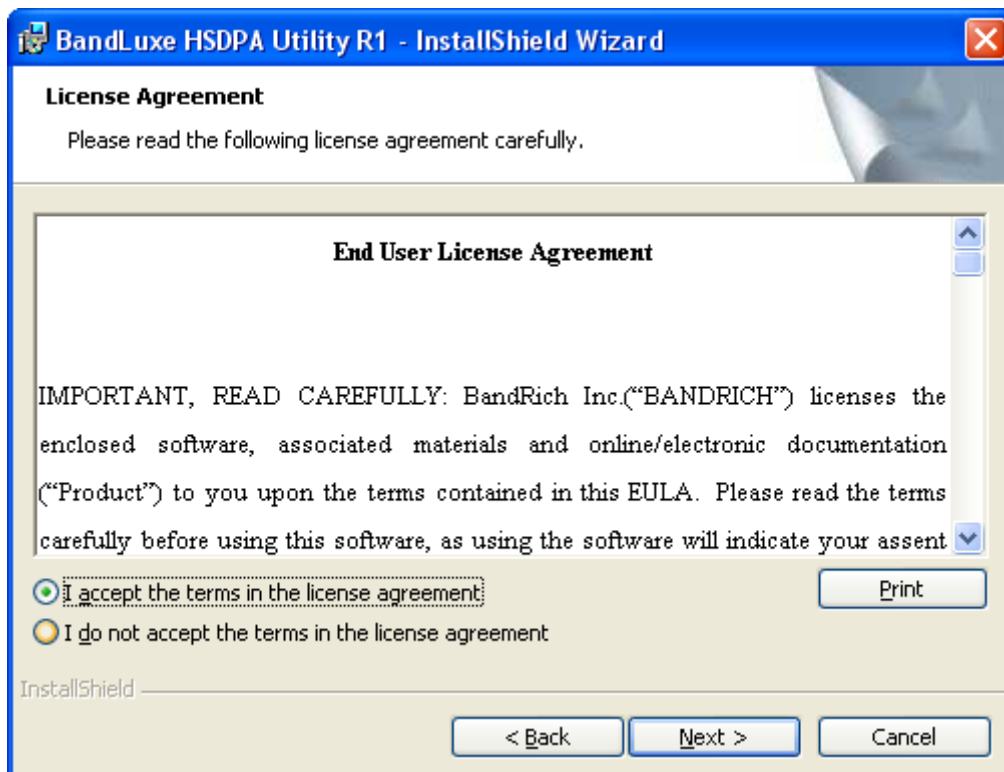 BandLuxe HSDPA Utility R1 - InstallShield Wizard
License Agreement
Please read the following license agreement carefully.
End User License Agreement
IMPORTANT, READ CAREFULLY: BandRich Inc.(“BANDRICH”) licenses the
enclosed software, associated materials and online/electronic documentation
(“Product”) to you upon the terms contained in this EULA. Please read the terms
carefully before using this software, as using the software will indicate your assent
I accept the terms in the license agreement
Print
I do not accept the terms in the license agreement
InstallShield
< Back
Next >
Cancel